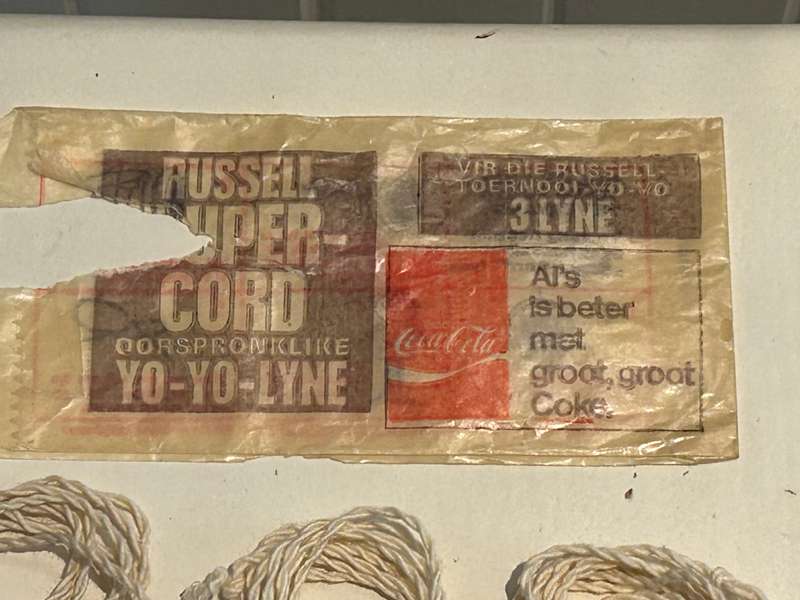 RUSSELL
SUPER-
CORD
OORSPRONKLIKE
YO-YO-LYNE
VIR DIE RUSSELL-
TOERNOOI-YO-YO
3 LYNE
Coca-Cola
Al's
is beter
met
groot, groot
Coke.